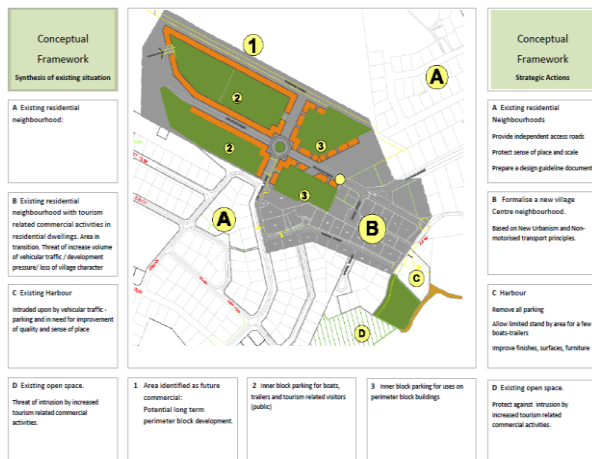 Conceptual
Framework
Synthesis of existing situation
A Existing residential
neighbourhood:
B Existing residential
neighbourhood with tourism
related commercial activities in
residential dwellings. Area in
transition. Threat of increase volume
of vehicular traffic / development
pressure/ loss of village character
C Existing Harbour
Intruded upon by vehicular traffic -
parking and in need for improvement
of quality and sense of place
D Existing open space.
Threat of intrusion by increased
tourism related commercial
activities.
1
A
2
2
3
3
A
B
C
D
1 Area identified as future
commercial:
Potential long term
perimeter block development.
2 Inner block parking for boats,
trailers and tourism related visitors
(public)
3 Inner block parking for uses on
perimeter block buildings
Conceptual
Framework
Strategic Actions
A Existing residential
Neighbourhoods
Provide independent access roads
Protect sense of place and scale
Prepare a design guideline document
B Formalise a new village
Centre neighbourhood.
Based on New Urbanism and Non-
motorised transport principles.
C Harbour
Remove all parking
Allow limited stand by area for a few
boats-trailers
Improve finishes, surfaces, furniture
D Existing open space.
Protect against intrusion by
increased tourism related
commercial activities.